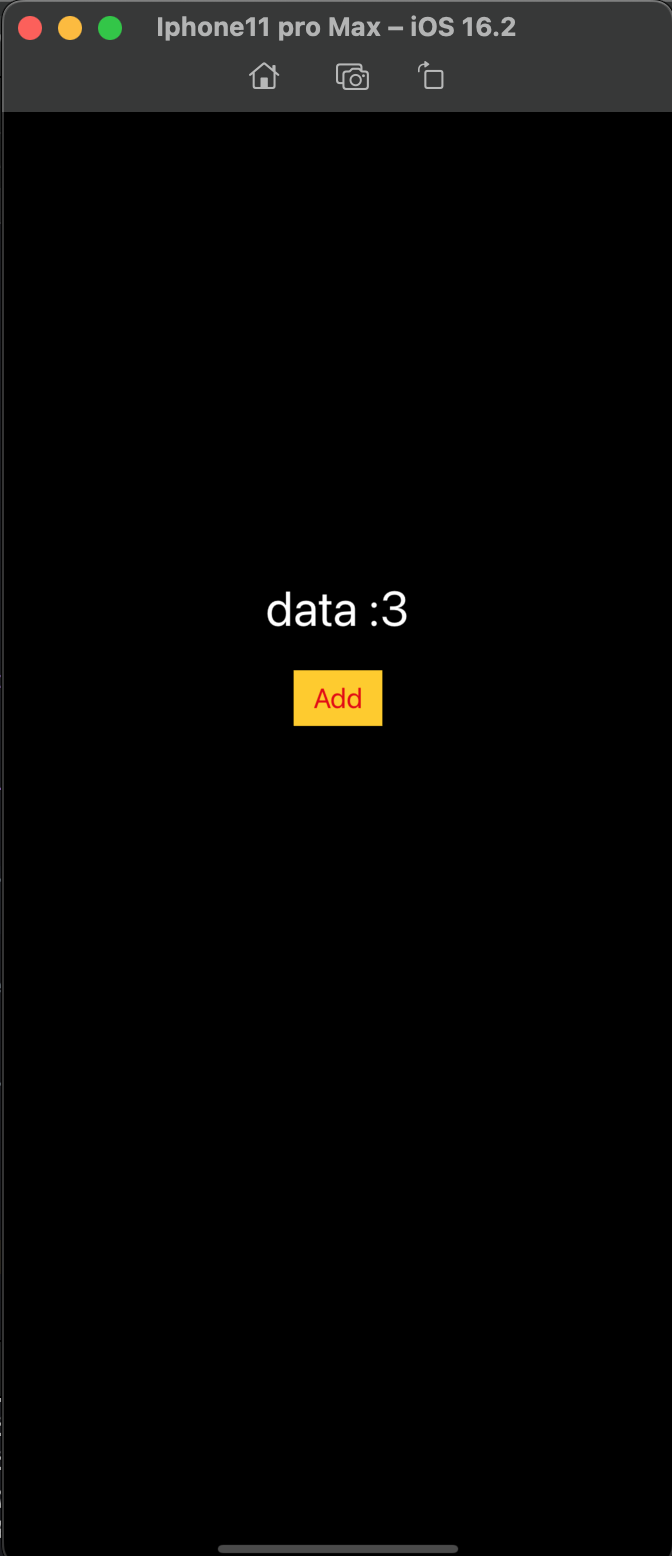 Iphone11 pro Max – iOS 16.2
data :3
Add